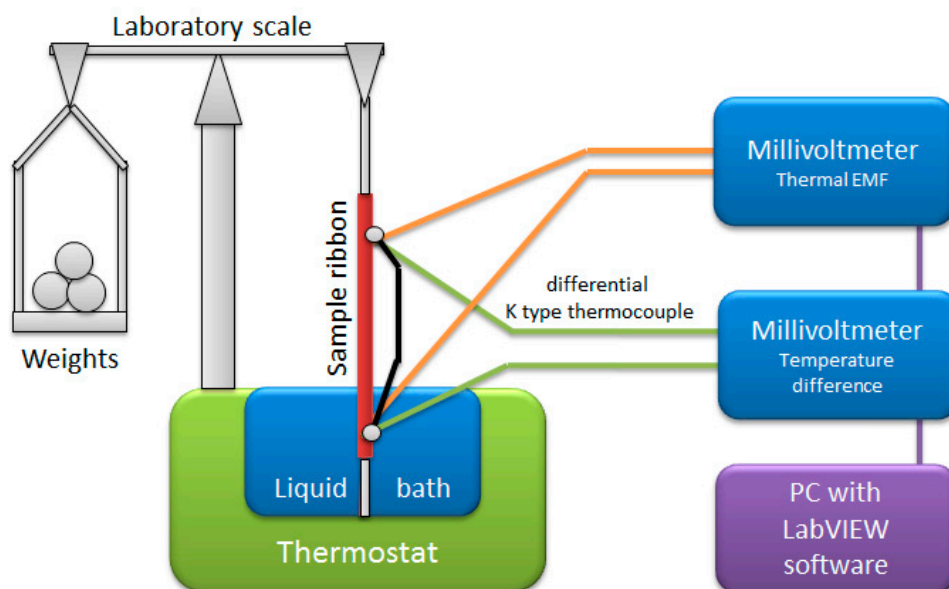 Laboratory scale
Weights
Sample ribbon
Liquid bath
Thermostat
differential
K type thermocouple
Millivoltmeter
Thermal EMF
Millivoltmeter
Temperature
difference
PC with
LabVIEW
software